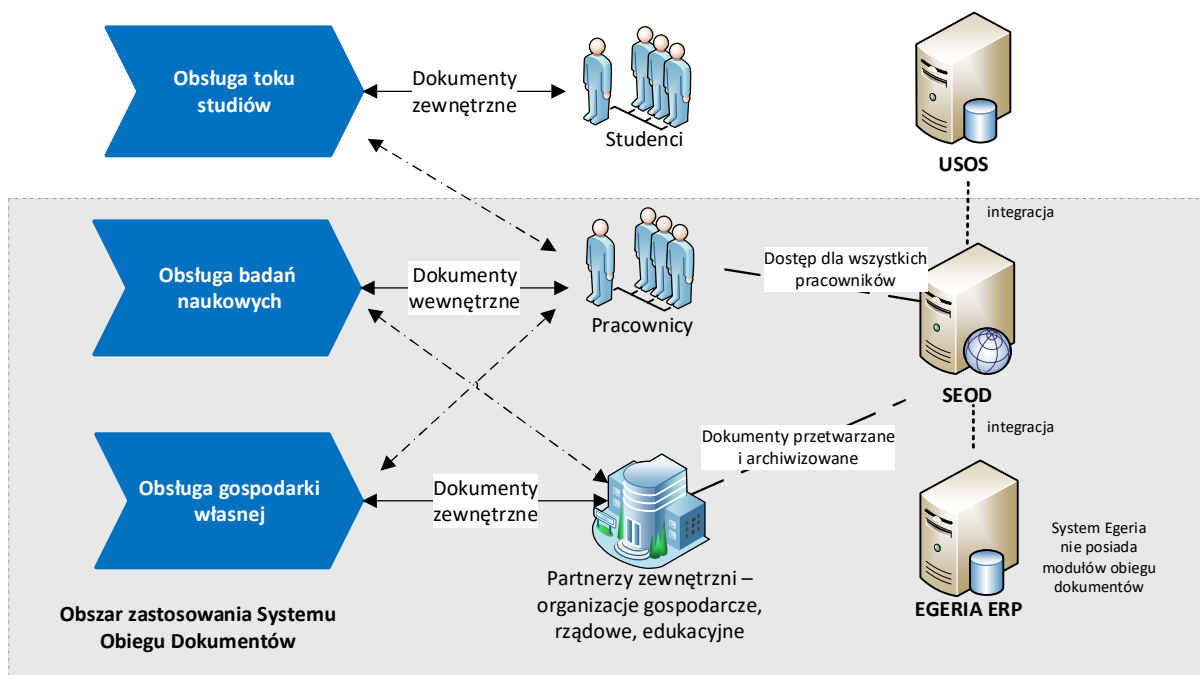 Obsługa toku
studiów
Dokumenty
zewnętrzne
Studenci
USOS
integracja
Obsługa badań
naukowych
Dokumenty
wewnętrzne
Pracownicy
Dostęp dla wszystkich
pracowników
SEOD
integracja
Obsługa gospodarki
własnej
Dokumenty
zewnętrzne
Dokumenty przetwarzane
i archiwizowane
Partnerzy zewnętrzni –
organizacje gospodarcze,
rządowe, edukacyjne
EGERIA ERP
System Egeria
nie posiada
modułów obiegu
dokumentów
Obszar zastosowania Systemu
Obiegu Dokumentów